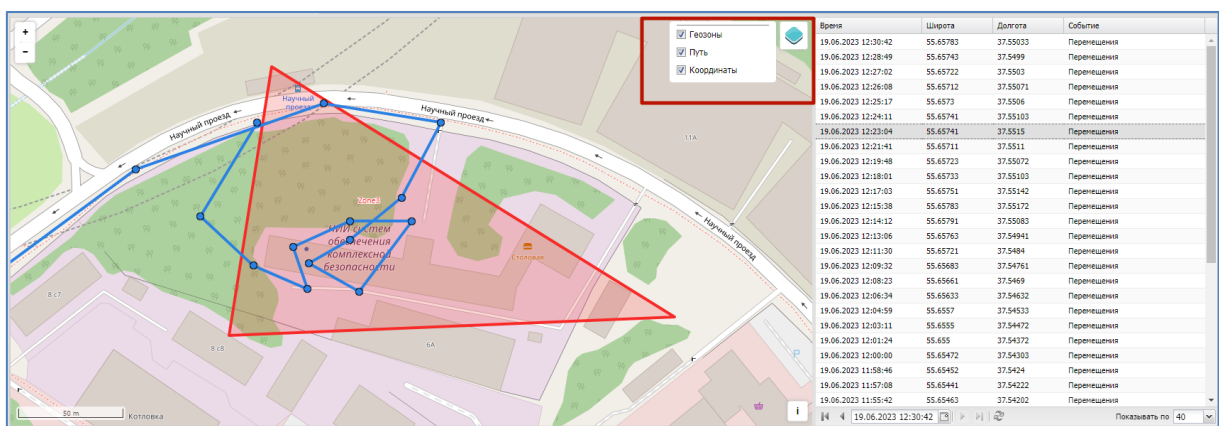 +
-
Геозоны
Путь
Координаты
Научный
проезд
Научный проезд
Научный проезд
Научный проезд
11А
Zone3
НИИ систем
обеспечения
комплексной
безопасности
Столовая
8 с7
8 с8
6А
P
50 m
Котловка
i
Время Широта Долгота Событие
19.06.2023 12:30:42 55.65783 37.55033 Перемещения
19.06.2023 12:28:49 55.65743 37.5499 Перемещения
19.06.2023 12:27:02 55.65722 37.5503 Перемещения
19.06.2023 12:26:08 55.65712 37.55071 Перемещения
19.06.2023 12:25:17 55.6573 37.5506 Перемещения
19.06.2023 12:24:11 55.65741 37.55103 Перемещения
19.06.2023 12:23:04 55.65741 37.5515 Перемещения
19.06.2023 12:21:41 55.65711 37.5511 Перемещения
19.06.2023 12:19:48 55.65723 37.55072 Перемещения
19.06.2023 12:18:01 55.65733 37.55103 Перемещения
19.06.2023 12:17:03 55.65751 37.55142 Перемещения
19.06.2023 12:15:38 55.65783 37.55172 Перемещения
19.06.2023 12:14:12 55.65791 37.55083 Перемещения
19.06.2023 12:13:06 55.65763 37.54941 Перемещения
19.06.2023 12:11:30 55.65721 37.5484 Перемещения
19.06.2023 12:09:32 55.65683 37.54761 Перемещения
19.06.2023 12:08:23 55.65661 37.5469 Перемещения
19.06.2023 12:06:34 55.65633 37.54632 Перемещения
19.06.2023 12:04:59 55.6557 37.54533 Перемещения
19.06.2023 12:03:11 55.6555 37.54472 Перемещения
19.06.2023 12:01:24 55.655 37.54372 Перемещения
19.06.2023 12:00:00 55.65472 37.54303 Перемещения
19.06.2023 11:58:46 55.65452 37.5424 Перемещения
19.06.2023 11:57:08 55.65441 37.54222 Перемещения
19.06.2023 11:55:42 55.65463 37.54202 Перемещения
19.06.2023 12:30:42 Показывать по 40